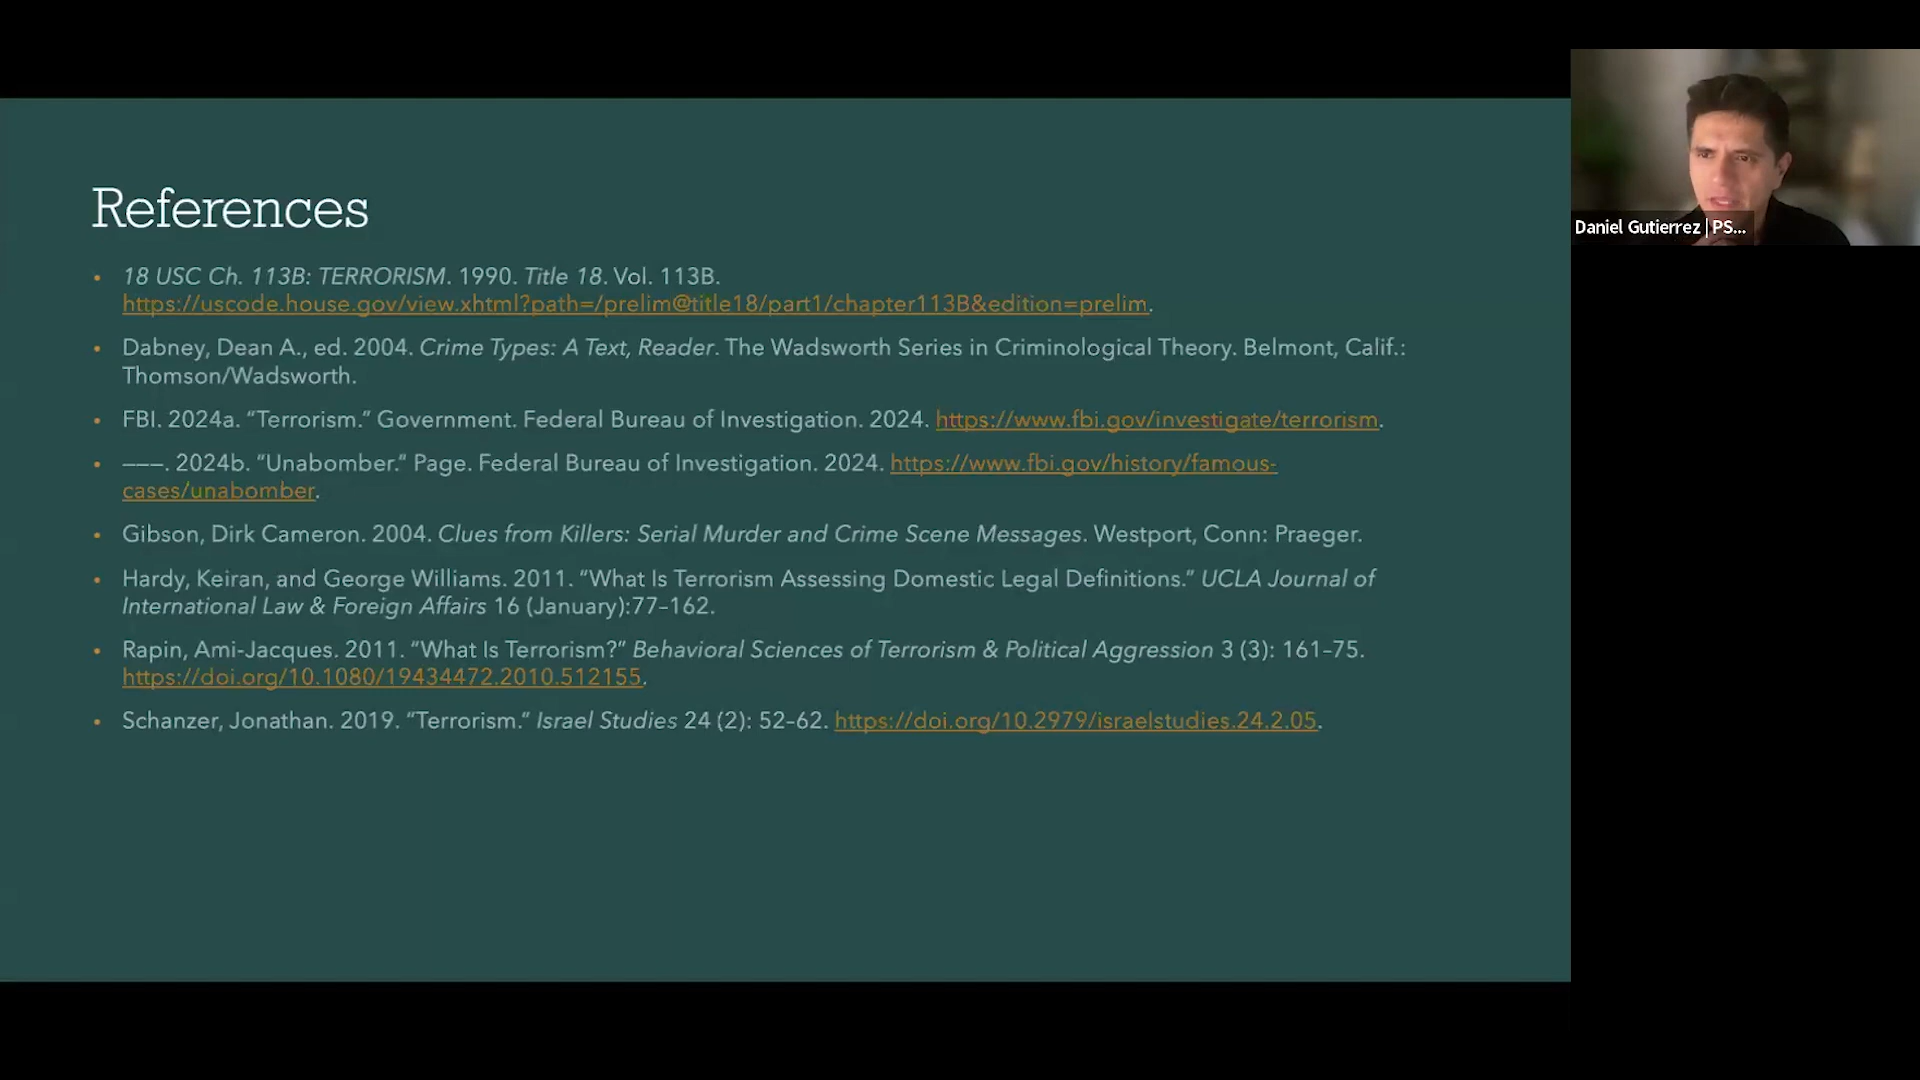 References
• 18 USC Ch. 113B: TERRORISM. 1990. Title 18. Vol. 113B.
https://uscode.house.gov/view.xhtml?path=/prelim@title18/part1/chapter113B&edition=prelim.
• Dabney, Dean A., ed. 2004. Crime Types: A Text, Reader. The Wadsworth Series in Criminological Theory. Belmont, Calif.:
Thomson/Wadsworth.
• FBI. 2024a. “Terrorism.” Government. Federal Bureau of Investigation. 2024. https://www.fbi.gov/investigate/terrorism.
• ———. 2024b. “Unabomber.” Page. Federal Bureau of Investigation. 2024. https://www.fbi.gov/history/famous-
cases/unabomber.
• Gibson, Dirk Cameron. 2004. Clues from Killers: Serial Murder and Crime Scene Messages. Westport, Conn: Praeger.
• Hardy, Keiran, and George Williams. 2011. “What Is Terrorism Assessing Domestic Legal Definitions.” UCLA Journal of
International Law & Foreign Affairs 16 (January):77–162.
• Rapin, Ami-Jacques. 2011. “What Is Terrorism?” Behavioral Sciences of Terrorism & Political Aggression 3 (3): 161–75.
https://doi.org/10.1080/19434472.2010.512155.
• Schanzer, Jonathan. 2019. “Terrorism.” Israel Studies 24 (2): 52–62. https://doi.org/10.2979/israelstudies.24.2.05.
Daniel Gutierrez | PS...